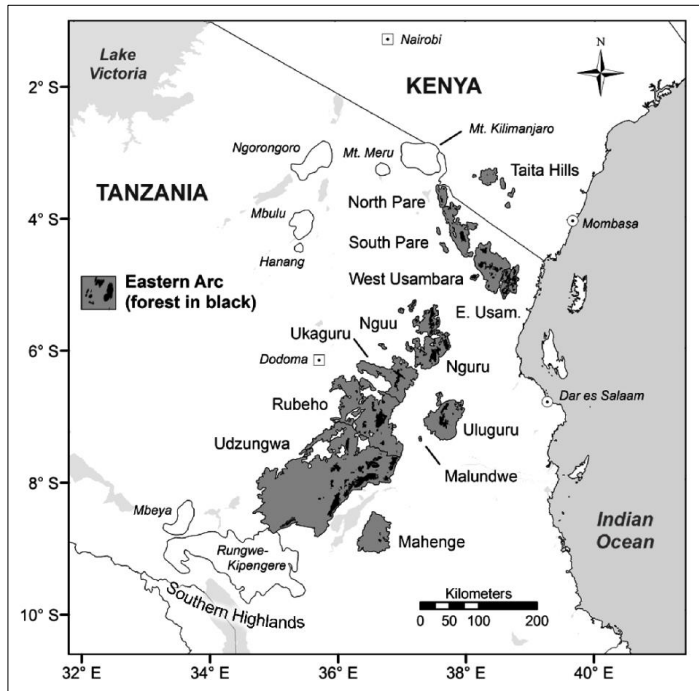 Lake
Victoria
Nairobi
N
2° S
KENYA
Ngorongoro
Mt. Meru
Mt. Kilimanjaro
Taita Hills
TANZANIA
North Pare
4° S
Mbulu
Mombasa
South Pare
Hanang
West Usambara
Eastern Arc
(forest in black)
E. Usam.
Nguu
Ukaguru
6° S
Dodoma
Nguru
Rubeho
Dar es Salaam
Uluguru
Udzungwa
Malundwe
8° S
Mbeya
Indian
Ocean
Mahenge
Rungwe-
Kipengere
Kilometers
0 50 100 200
Southern Highlands
10° S
32° E 34° E 36° E 38° E 40° E